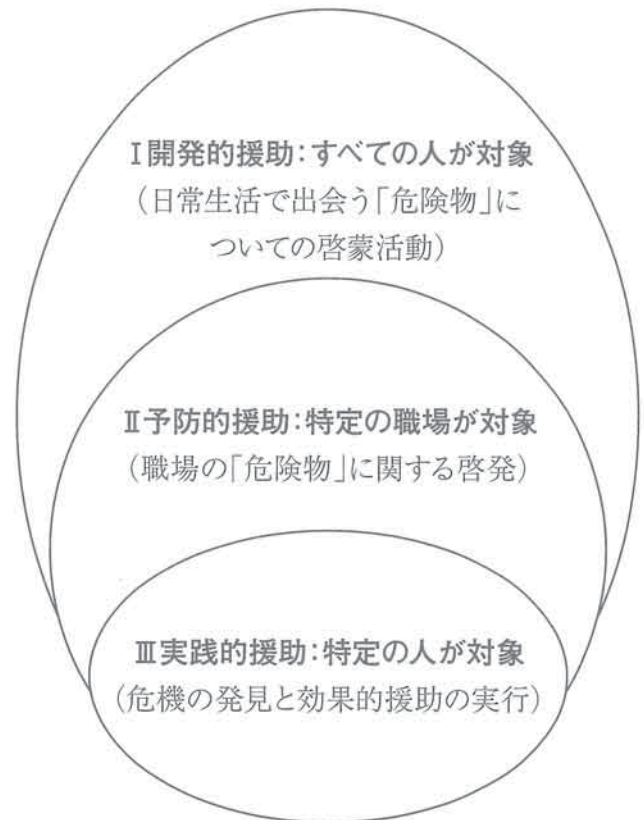 Ⅰ開発的援助：すべての人が対象
（日常生活で出会う「危険物」に
ついての啓蒙活動）
Ⅱ予防的援助：特定の職場が対象
（職場の「危険物」に関する啓発）
Ⅲ実践的援助：特定の人が対象
（危機の発見と効果的援助の実行）